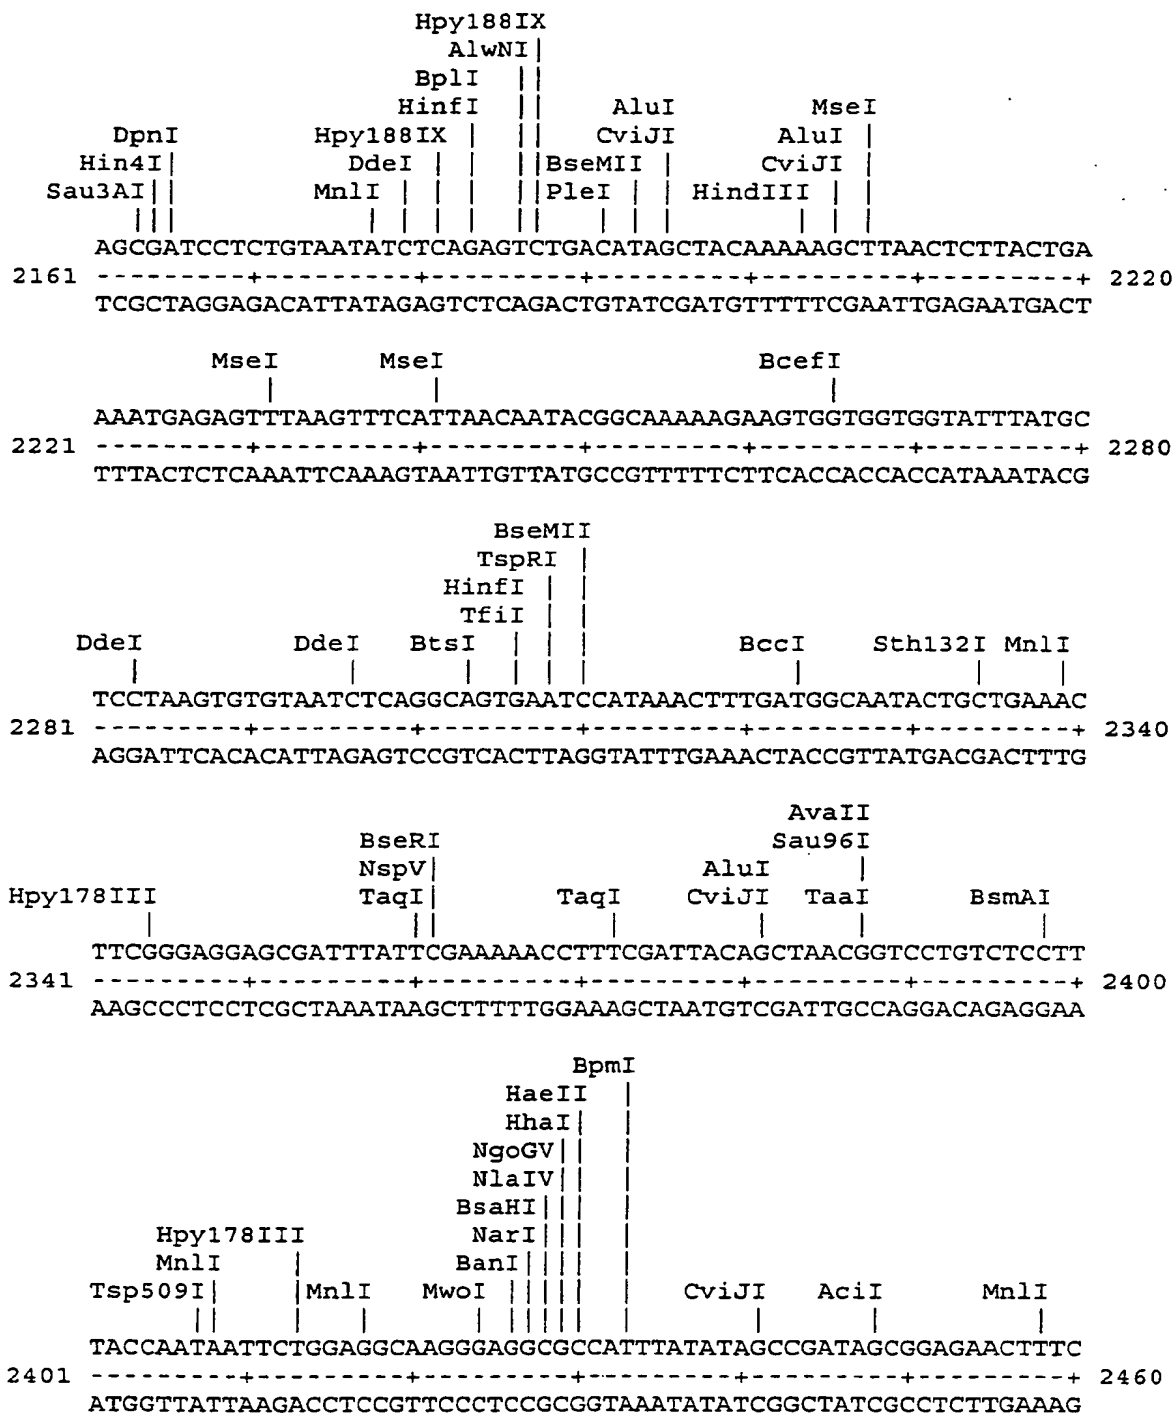 Hpy188IX
AlwNI
BplI
HinfI AluI MseI
DpnI Hpy188IX CviJI AluI
Hin4I DdeI BseMII CviJI
Sau3AI MnlI PleI HindIII
AGCGATCCTCTGTAATATCTCAGAGTCTGACATAGCTACAAAAAGCTTAACTCTTACTGA
2161 ---------+---------+---------+---------+---------+---------+ 2220
TCGCTAGGAGACATTATAGAGTCTCAGACTGTATCGATGTTTTTCGAATTGAGAATGACT
MseI MseI BcefI
AAATGAGAGTTTAAGTTTCATTAACAATACGGCAAAAAGAAGTGGTGGTGGTATTTATGC
2221 ---------+---------+---------+---------+---------+---------+ 2280
TTTACTCTCAAATTCAAAGTAATTGTTATGCCGTTTTTCTTCACCACCACCATAAATACG
BseMII
TspRI
HinfI
TfiI
DdeI DdeI BtsI BccI Sth132I MnlI
TCCTAAGTGTGTAATCTCAGGCAGTGAATCCATAAACTTTGATGGCAATACTGCTGAAAC
2281 ---------+---------+---------+---------+---------+---------+ 2340
AGGATTCACACATTAGAGTCCGTCACTTAGGTATTTGAAACTACCGTTATGACGACTTTG
AvaII
BseRI Sau96I
NspV AluI
Hpy178III TaqI TaqI CviJI TaaI BsmAI
TTCGGGAGGAGCGATTTATTCGAAAAACCTTTCGATTACAGCTAACGGTCCTGTCTCCTT
2341 ---------+---------+---------+---------+---------+---------+ 2400
AAGCCCTCCTCGCTAAATAAGCTTTTTGGAAAGCTAATGTCGATTGCCAGGACAGAGGAA
BpmI
HaeII
HhaI
NgoGV
NlaIV
BsaHI
Hpy178III NarI
MnlI BanI
Tsp509I MnlI MwoI CviJI AciI MnlI
TACCAATAATTCTGGAGGCAAGGGAGGCGCCATTTATATAGCCGATAGCGGAGAACTTTC
2401 ---------+---------+---------+---------+---------+---------+ 2460
ATGGTTATTAAGACCTCCGTTCCCTCCGCGGTAAATATATCGGCTATCGCCTCTTGAAAG